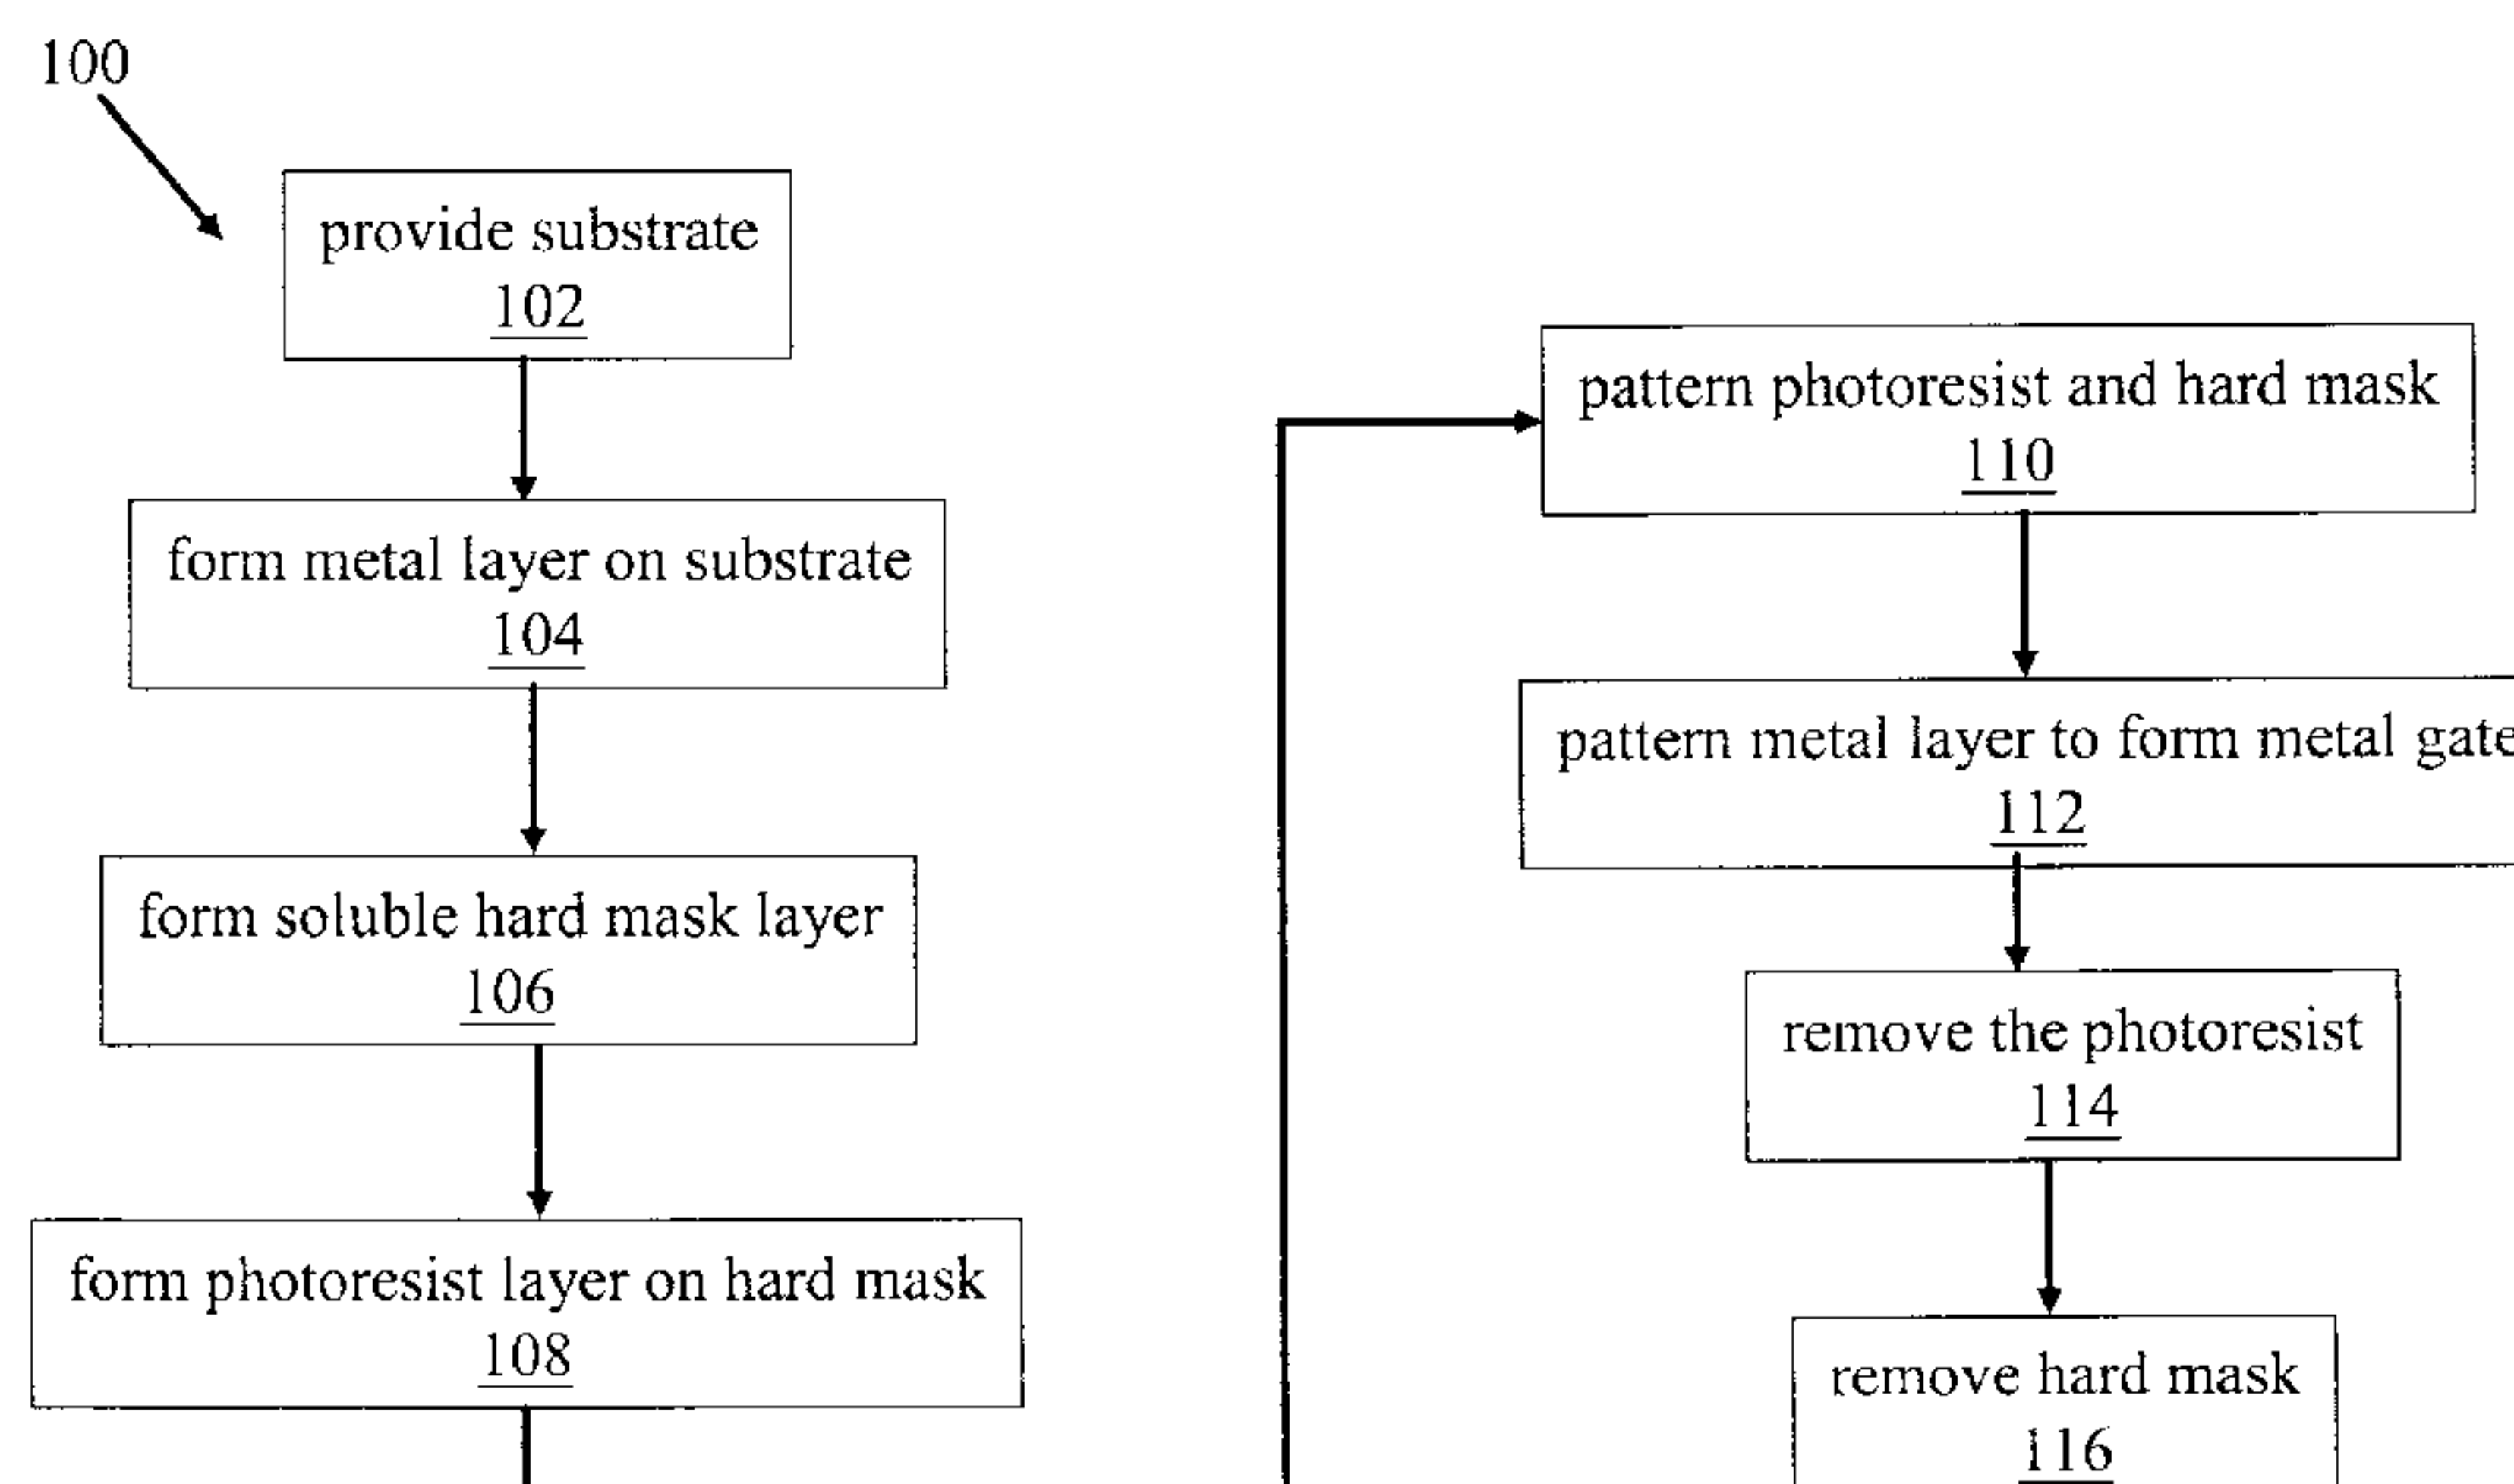 100
provide substrate
102
form metal layer on substrate
104
form soluble hard mask layer
106
form photoresist layer on hard mask
108
pattern photoresist and hard mask
110
pattern metal layer to form metal gate
112
remove the photoresist
114
remove hard mask
116